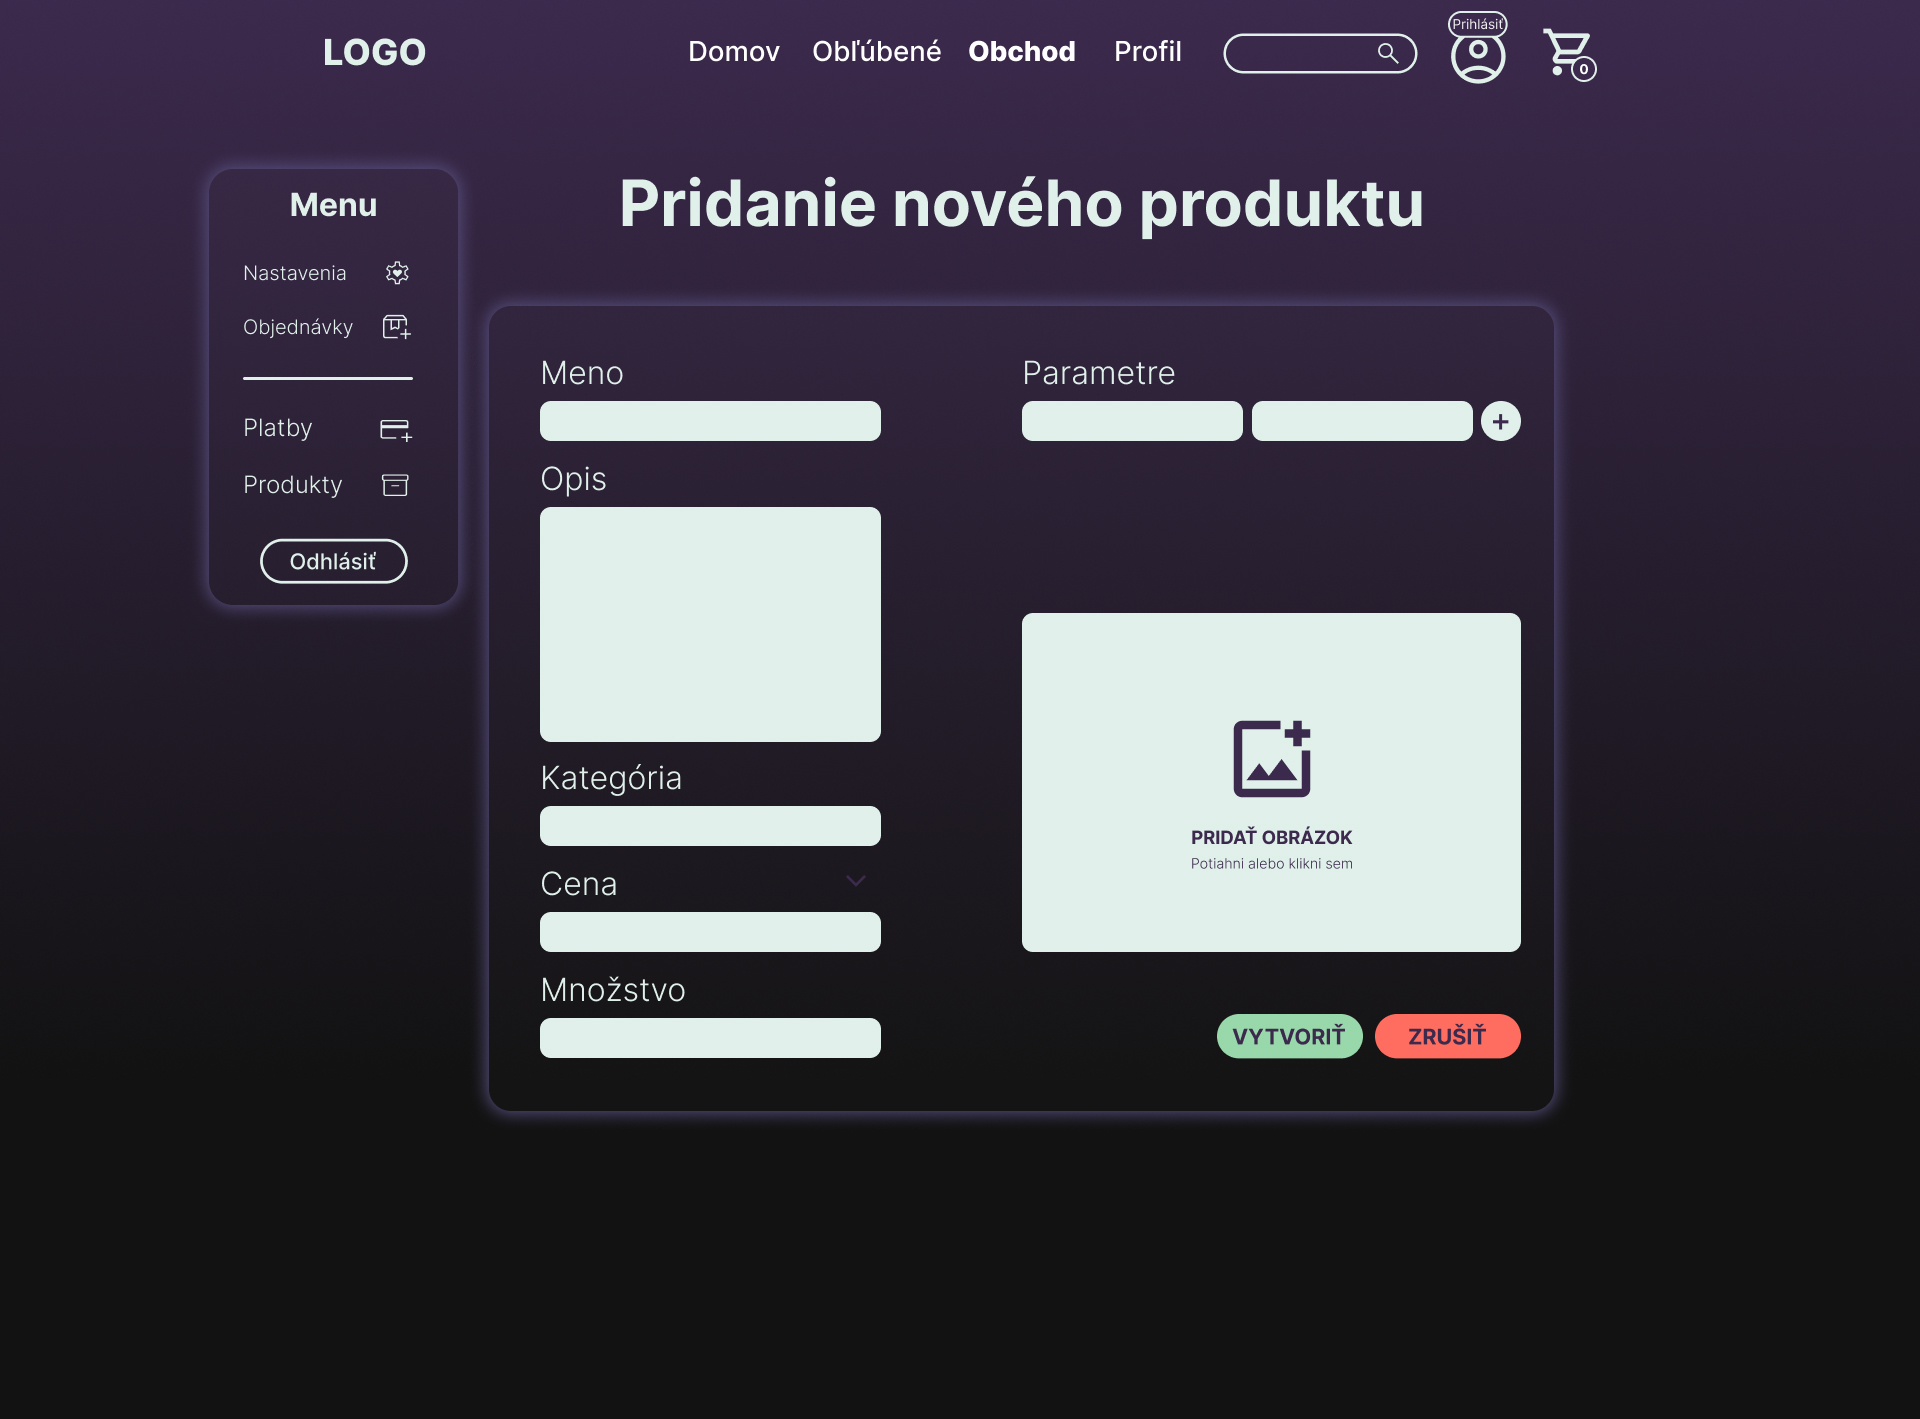 LOGO
Domov
Obľúbené
Obchod
Profil
Prihlásiť
0
Menu
Nastavenia
Objednávky
Platby
Produkty
Odhlásiť
Pridanie nového produktu
Meno
Opis
Kategória
Cena
Množstvo
Parametre
+
PRIDAŤ OBRÁZOK
Potiahni alebo klikni sem
VYTVORIŤ
ZRUŠIŤ